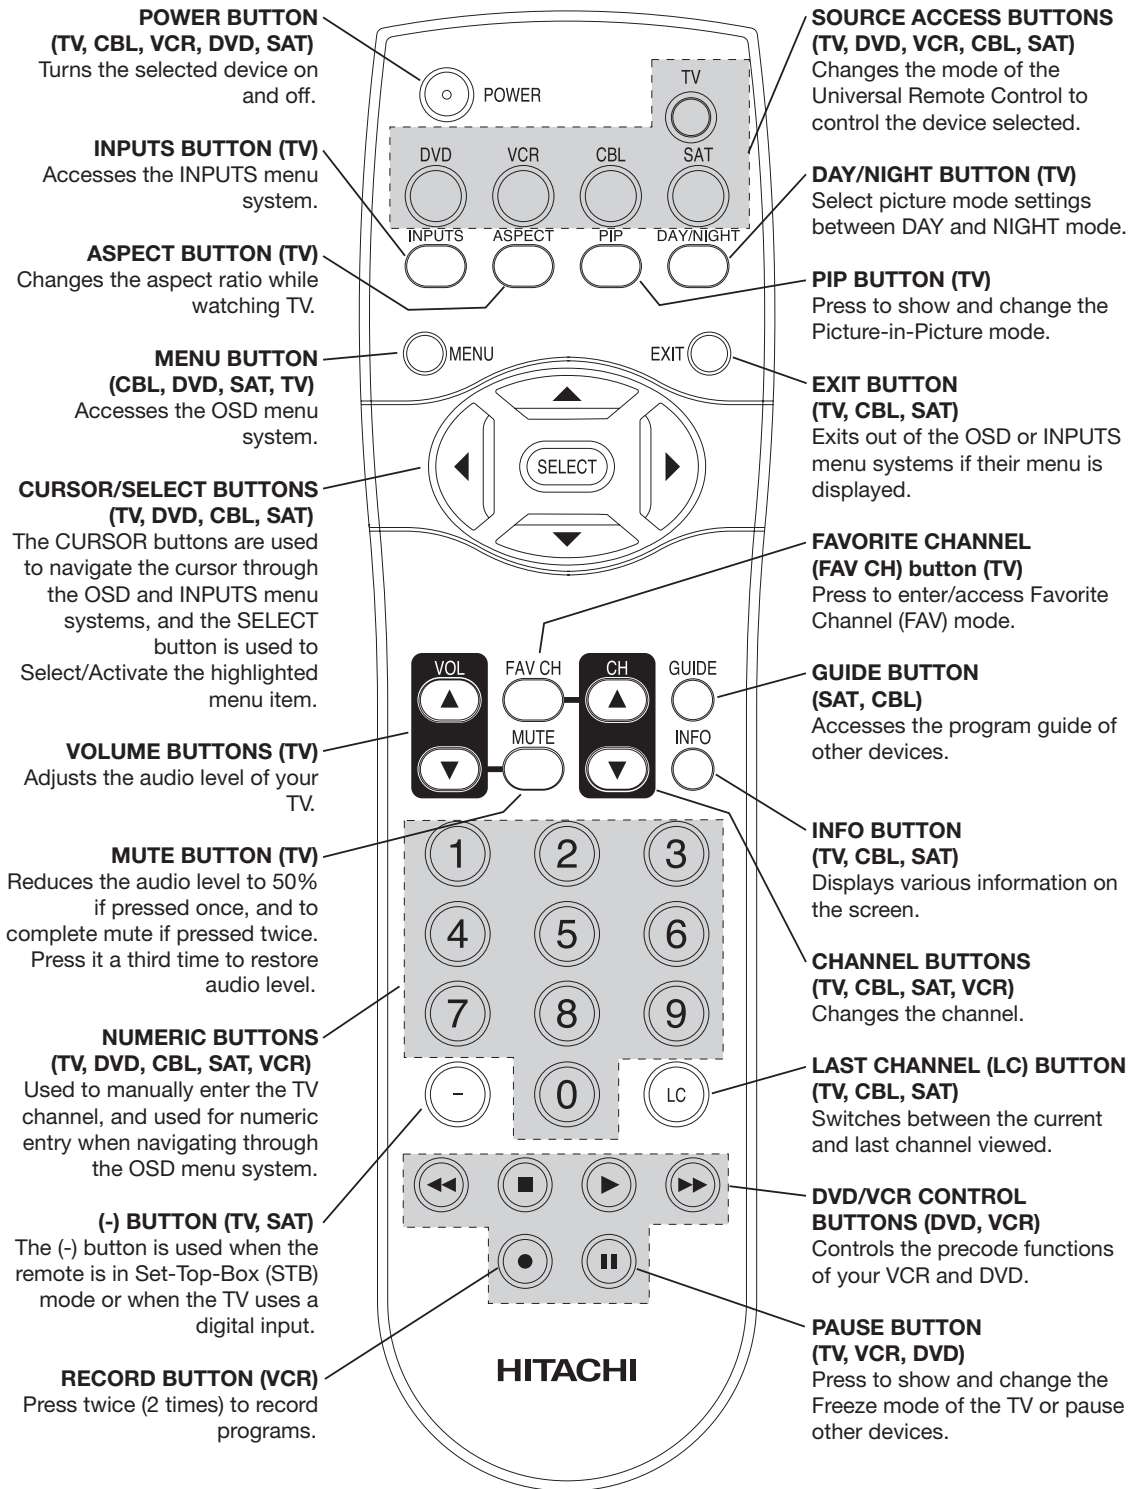 POWER BUTTON
(TV, CBL, VCR, DVD, SAT)
Turns the selected device on
and off.
INPUTS BUTTON (TV)
Accesses the INPUTS menu
system.
ASPECT BUTTON (TV)
Changes the aspect ratio while
watching TV.
MENU BUTTON
(CBL, DVD, SAT, TV)
Accesses the OSD menu
system.
CURSOR/SELECT BUTTONS
(TV, DVD, CBL, SAT)
The CURSOR buttons are used
to navigate the cursor through
the OSD and INPUTS menu
systems, and the SELECT
button is used to
Select/Activate the highlighted
menu item.
VOLUME BUTTONS (TV)
Adjusts the audio level of your
TV.
MUTE BUTTON (TV)
Reduces the audio level to 50%
if pressed once, and to
complete mute if pressed twice.
Press it a third time to restore
audio level.
NUMERIC BUTTONS
(TV, DVD, CBL, SAT, VCR)
Used to manually enter the TV
channel, and used for numeric
entry when navigating through
the OSD menu system.
(-) BUTTON (TV, SAT)
The (-) button is used when the
remote is in Set-Top-Box (STB)
mode or when the TV uses a
digital input.
RECORD BUTTON (VCR)
Press twice (2 times) to record
programs.
POWER
TV
DVD VCR CBL SAT
INPUTS ASPECT PIP DAY/NIGHT
MENU EXIT
SELECT
VOL FAV CH CH GUIDE
MUTE INFO
1 2 3
4 5 6
7 8 9
- 0 LC
HITACHI
SOURCE ACCESS BUTTONS
(TV, DVD, VCR, CBL, SAT)
Changes the mode of the
Universal Remote Control to
control the device selected.
DAY/NIGHT BUTTON (TV)
Select picture mode settings
between DAY and NIGHT mode.
PIP BUTTON (TV)
Press to show and change the
Picture-in-Picture mode.
EXIT BUTTON
(TV, CBL, SAT)
Exits out of the OSD or INPUTS
menu systems if their menu is
displayed.
FAVORITE CHANNEL
(FAV CH) button (TV)
Press to enter/access Favorite
Channel (FAV) mode.
GUIDE BUTTON
(SAT, CBL)
Accesses the program guide of
other devices.
INFO BUTTON
(TV, CBL, SAT)
Displays various information on
the screen.
CHANNEL BUTTONS
(TV, CBL, SAT, VCR)
Changes the channel.
LAST CHANNEL (LC) BUTTON
(TV, CBL, SAT)
Switches between the current
and last channel viewed.
DVD/VCR CONTROL
BUTTONS (DVD, VCR)
Controls the precode functions
of your VCR and DVD.
PAUSE BUTTON
(TV, VCR, DVD)
Press to show and change the
Freeze mode of the TV or pause
other devices.